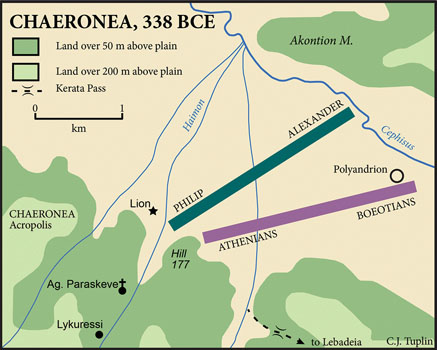 CHAERONEA, 338 BCE
Land over 50 m above plain
Land over 200 m above plain
Kerata Pass
0
1
km
Akontion M.
Haimon
ALEXANDER
Cephisus
Polyandrion
PHILIP
Lion
BOEOTIANS
ATHENIANS
CHAERONEA
Acropolis
Hill
177
Ag. Paraskeve
Lykuressi
to Lebadeia
C.J. Tuplin